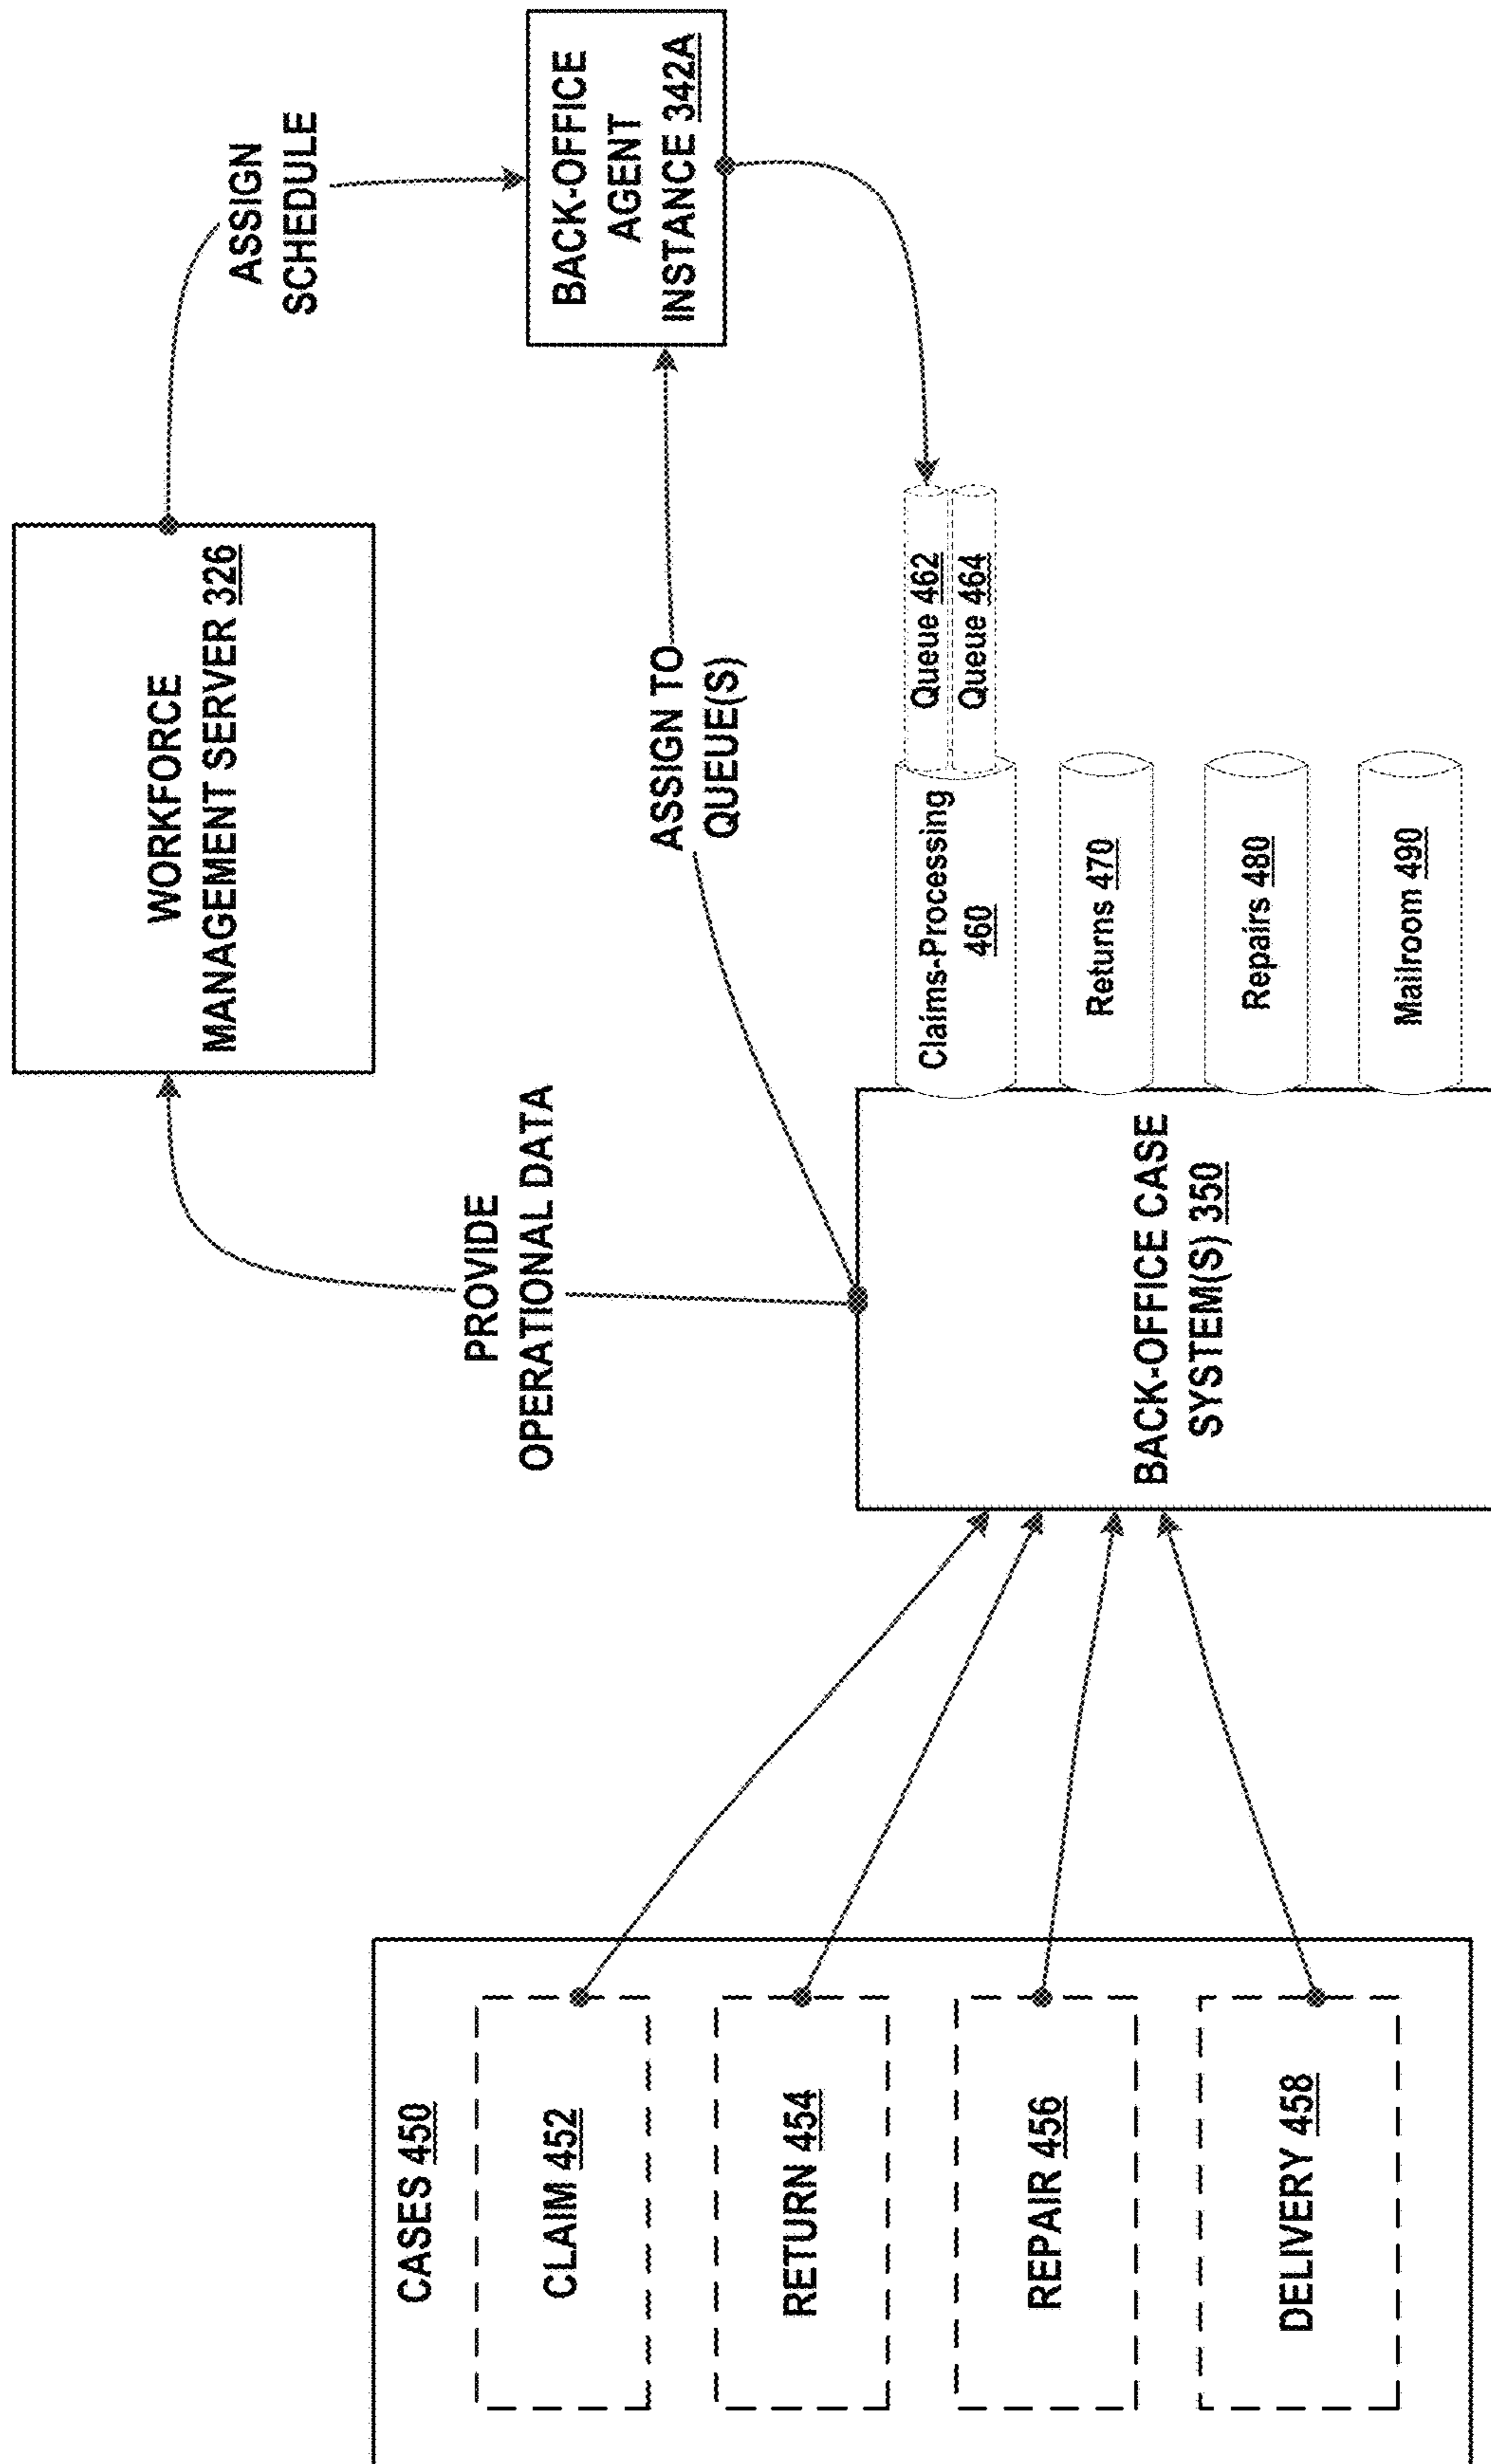 CASES 450
CLAIM 452
RETURN 454
REPAIR 456
DELIVERY 458
PROVIDE
OPERATIONAL DATA
WORKFORCE
MANAGEMENT SERVER 326
ASSIGN
SCHEDULE
ASSIGN TO
QUEUE(S)
BACK-OFFICE
AGENT
INSTANCE 342A
BACK-OFFICE CASE
SYSTEM(S) 350
Claims-Processing
460
Queue 462
Queue 464
Returns 470
Repairs 480
Mailroom 490